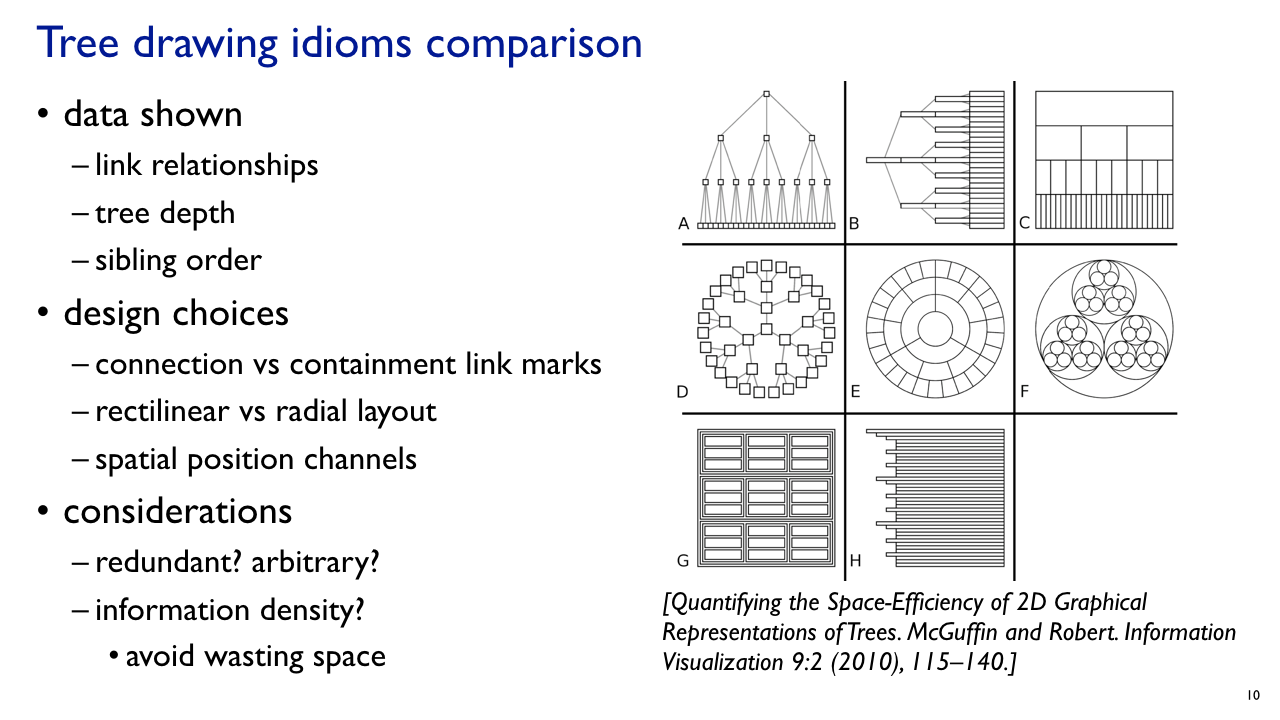 Tree drawing idioms comparison
• data shown
– link relationships
– tree depth
– sibling order
• design choices
– connection vs containment link marks
– rectilinear vs radial layout
– spatial position channels
• considerations
– redundant? arbitrary?
– information density?
• avoid wasting space
A
B
C
D
E
F
G
H
[Quantifying the Space-Efficiency of 2D Graphical
Representations of Trees. McGuffin and Robert. Information
Visualization 9:2 (2010), 115–140.]
10